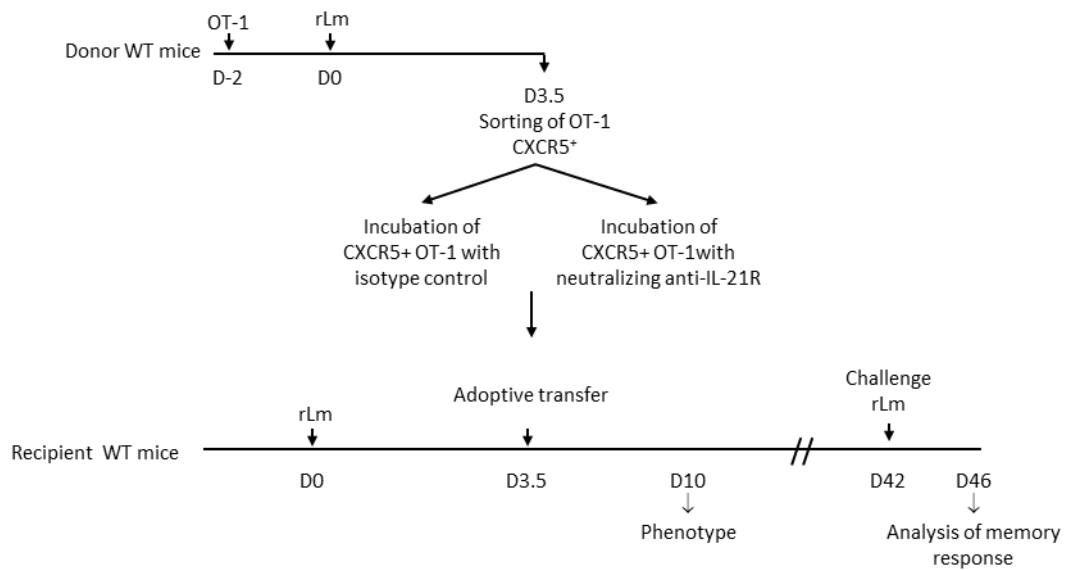 OT-1
rLm
Donor WT mice
D-2
D0
D3.5
Sorting of OT-1
CXCR5⁺
Incubation of
CXCR5+ OT-1 with
isotype control
Incubation of
CXCR5+ OT-1with
neutralizing anti-IL-21R
Adoptive transfer
Challenge
rLm
rLm
Recipient WT mice
D0
D3.5
D10
D42
D46
Phenotype
Analysis of memory
response